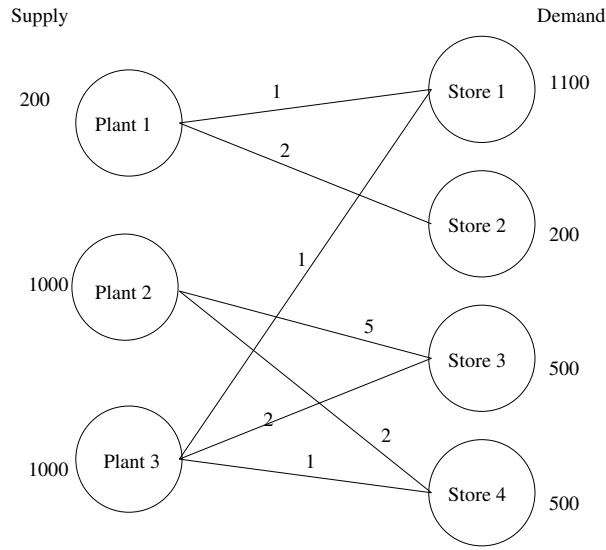 Supply
Demand
200
Plant 1
1
Store 1
1100
2
Store 2
200
1
1000
Plant 2
5
Store 3
500
2
2
1000
Plant 3
1
Store 4
500